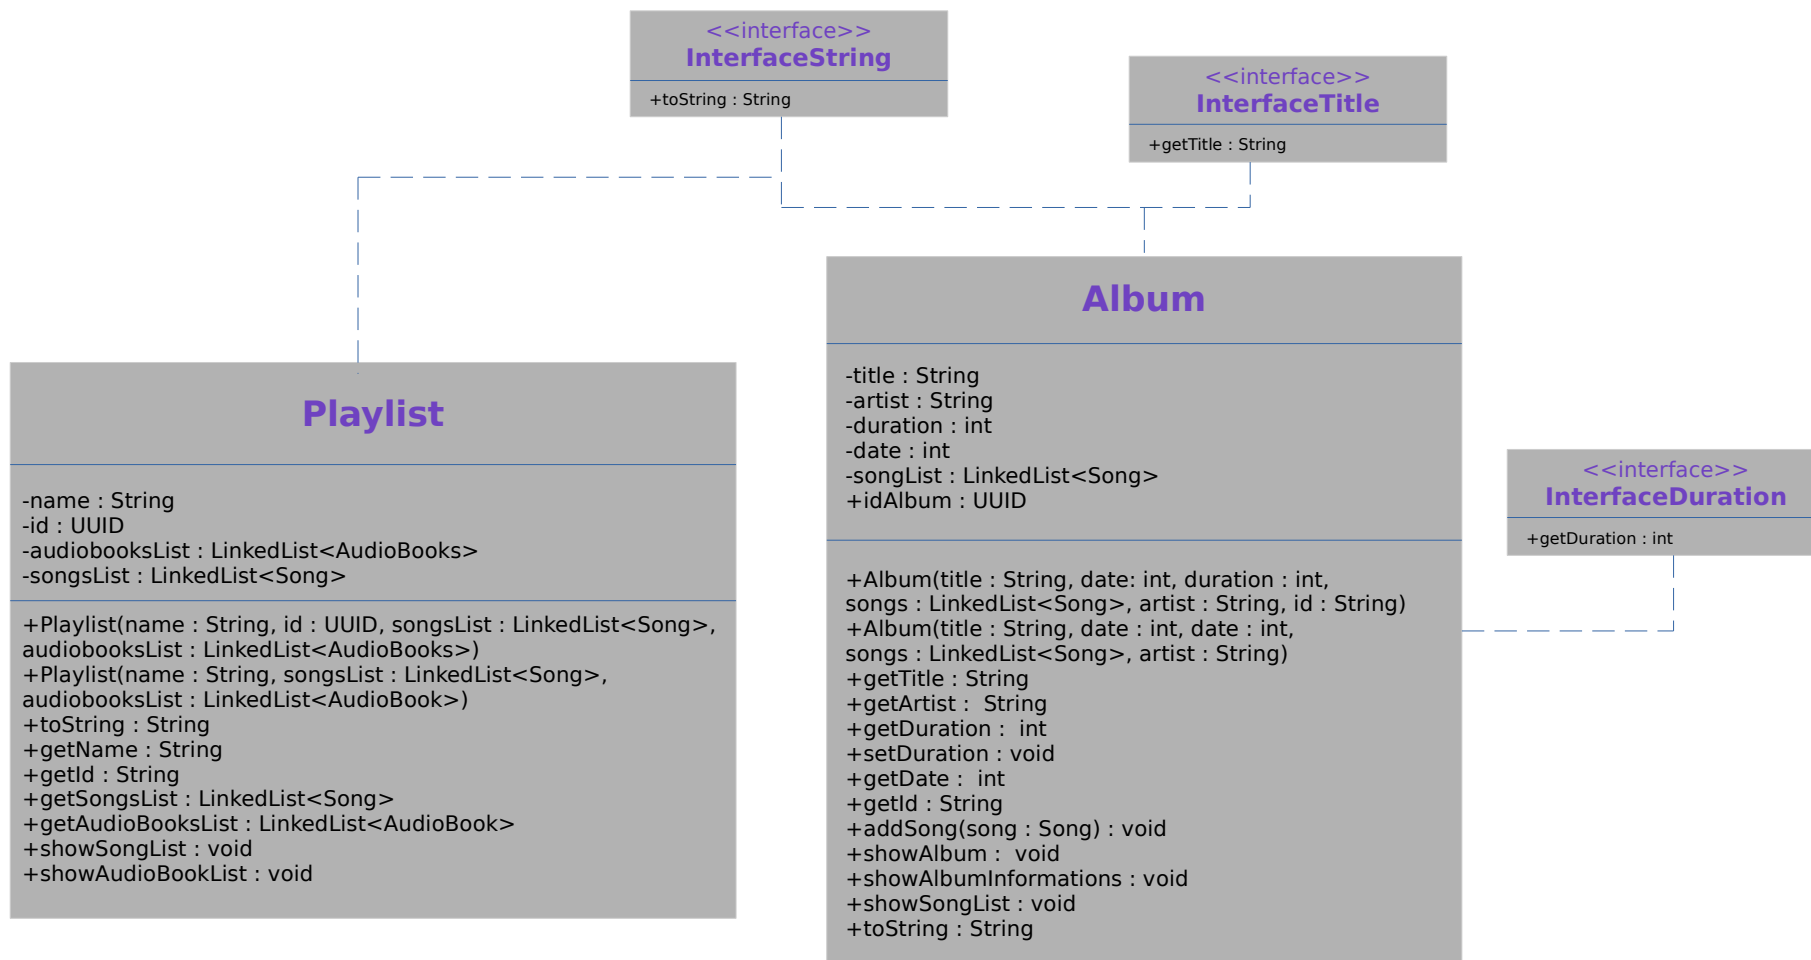 <<interface>>
InterfaceString
+toString : String
<<interface>>
InterfaceTitle
+getTitle : String
Playlist
-name : String
-id : UUID
-audiobooksList : LinkedList<AudioBooks>
-songsList : LinkedList<Song>
+Playlist(name : String, id : UUID, songsList : LinkedList<Song>,
audiobooksList : LinkedList<AudioBooks>)
+Playlist(name : String, songsList : LinkedList<Song>,
audiobooksList : LinkedList<AudioBook>)
+toString : String
+getName : String
+getId : String
+getSongsList : LinkedList<Song>
+getAudioBooksList : LinkedList<AudioBook>
+showSongList : void
+showAudioBookList : void
Album
-title : String
-artist : String
-duration : int
-date : int
-songList : LinkedList<Song>
+idAlbum : UUID
+Album(title : String, date: int, duration : int,
songs : LinkedList<Song>, artist : String, id : String)
+Album(title : String, date : int, date : int,
songs : LinkedList<Song>, artist : String)
+getTitle : String
+getArtist :  String
+getDuration :  int
+setDuration : void
+getDate :  int
+getId : String
+addSong(song : Song) : void
+showAlbum :  void
+showAlbumInformations : void
+showSongList : void
+toString : String
<<interface>>
InterfaceDuration
+getDuration : int